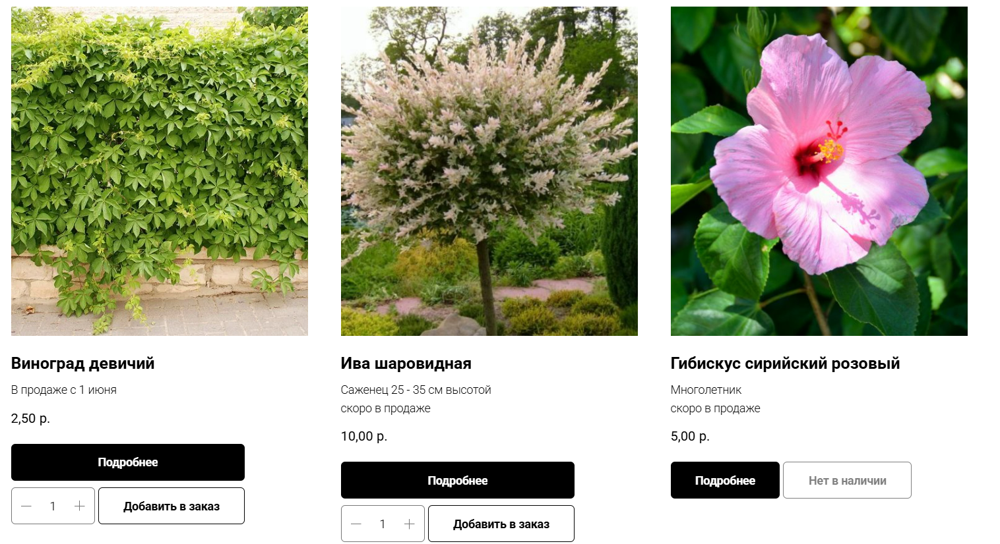 Виноград девичий
В продаже с 1 июня
2,50 р.
Подробнее
1
Добавить в заказ
Ива шаровидная
Саженец 25 - 35 см высотой
скоро в продаже
10,00 р.
Подробнее
1
Добавить в заказ
Гибискус сирийский розовый
Многолетник
скоро в продаже
5,00 р.
Подробнее
Нет в наличии